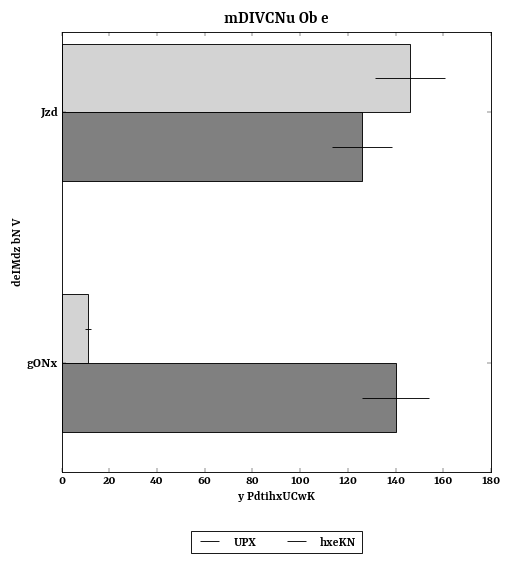 mDIVCNu Ob e
Jzd
deIMdz bN V
gONx
0 20 40 60 80 100 120 140 160 180
y PdtihxUCwK
UPX hxeKN